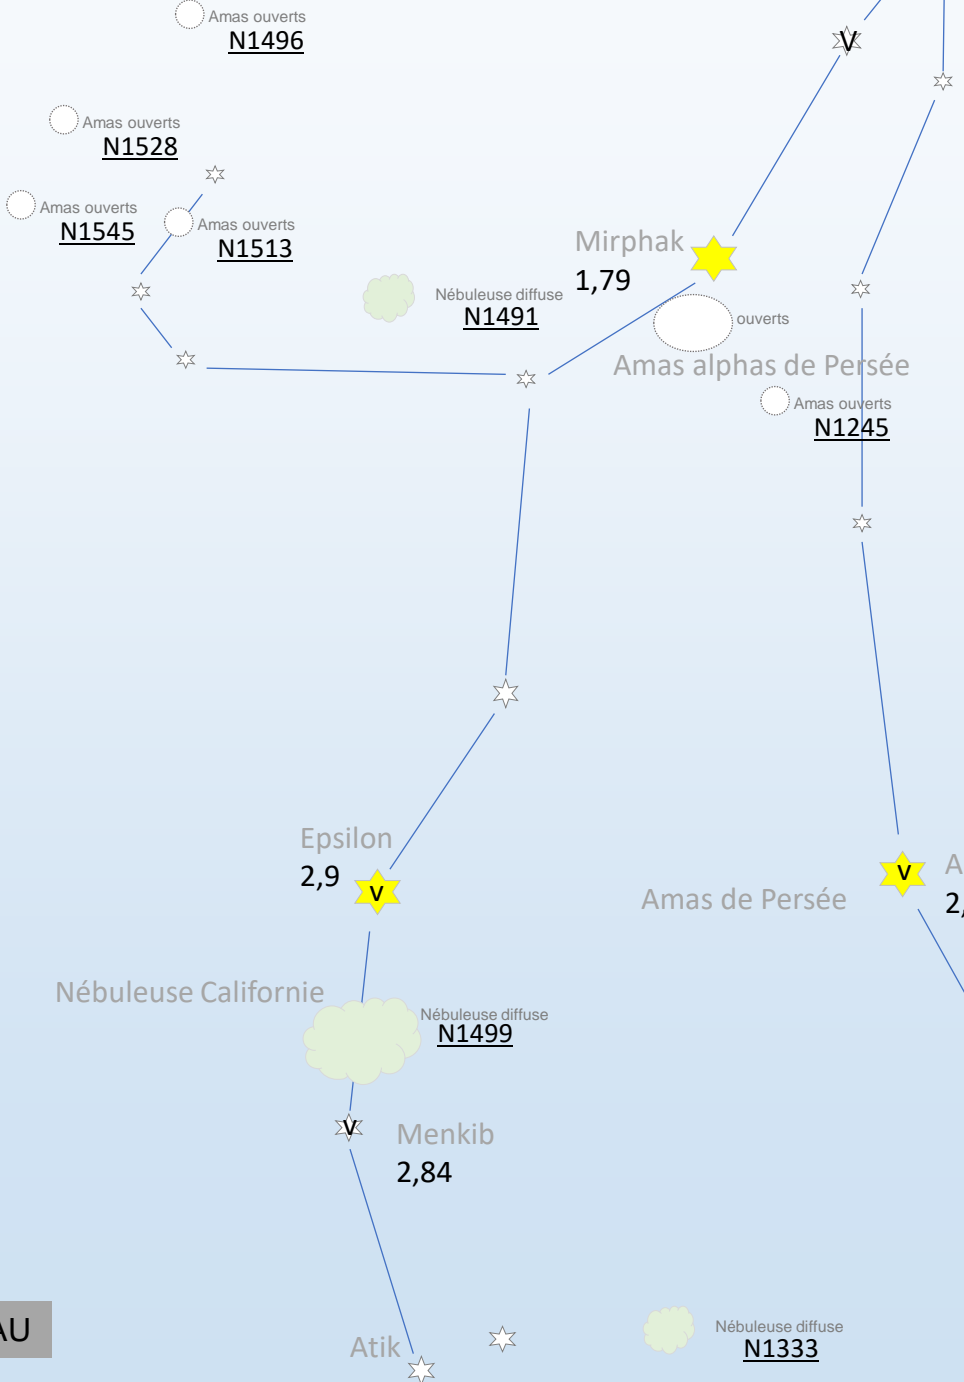 Amas ouverts
N1496
V
Amas ouverts
N1528
Amas ouverts
N1545
Amas ouverts
N1513
Mirphak
1,79
Nébuleuse diffuse
N1491
ouverts
Amas alphas de Persée
Amas ouverts
N1245
Epsilon
2,9
v
v
A
2,
Amas de Persée
Nébuleuse Californie
Nébuleuse diffuse
N1499
v
Menkib
2,84
AU
Atik
Nébuleuse diffuse
N1333